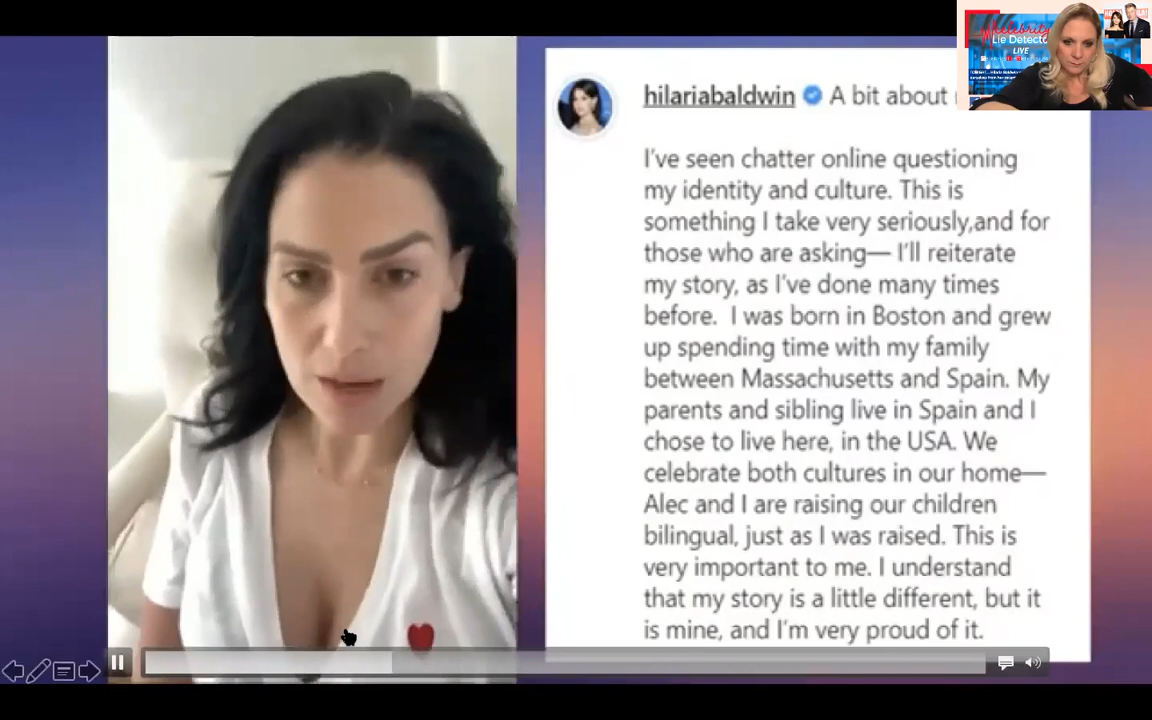 Celebrity
Lie Detector
LIVE
hilariabaldwin A bit about
I've seen chatter online questioning
my identity and culture. This is
something I take very seriously,and for
those who are asking— I'll reiterate
my story, as I've done many times
before.  I was born in Boston and grew
up spending time with my family
between Massachusetts and Spain. My
parents and sibling live in Spain and I
chose to live here, in the USA. We
celebrate both cultures in our home—
Alec and I are raising our children
bilingual, just as I was raised. This is
very important to me. I understand
that my story is a little different, but it
is mine, and I'm very proud of it.